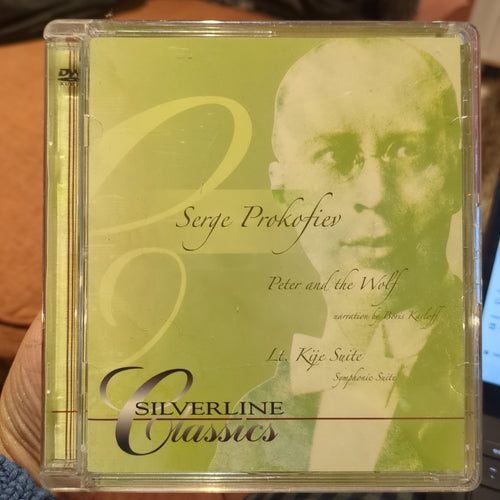 Serge Prokofiev
Peter and the Wolf
narration by Boris Karloff
Lt. Kije Suite
Symphonic Suite
SILVERLINE
Classics